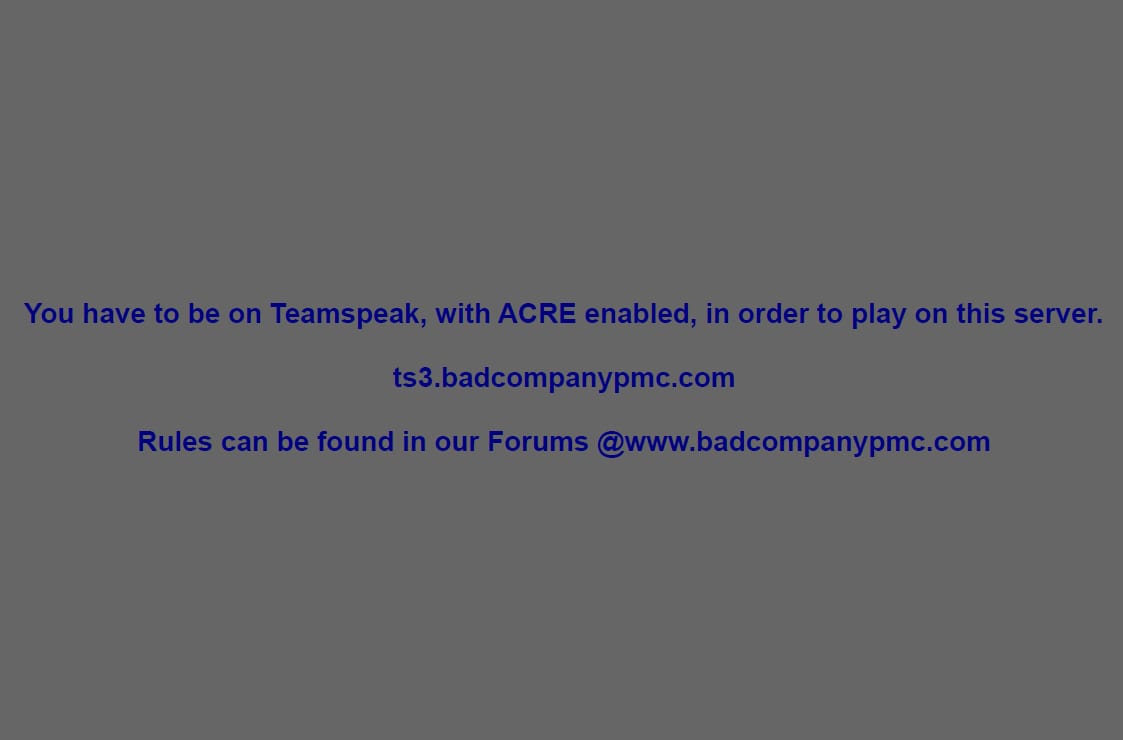 You have to be on Teamspeak, with ACRE enabled, in order to play on this server.
ts3.badcompanypmc.com
Rules can be found in our Forums @www.badcompanypmc.com